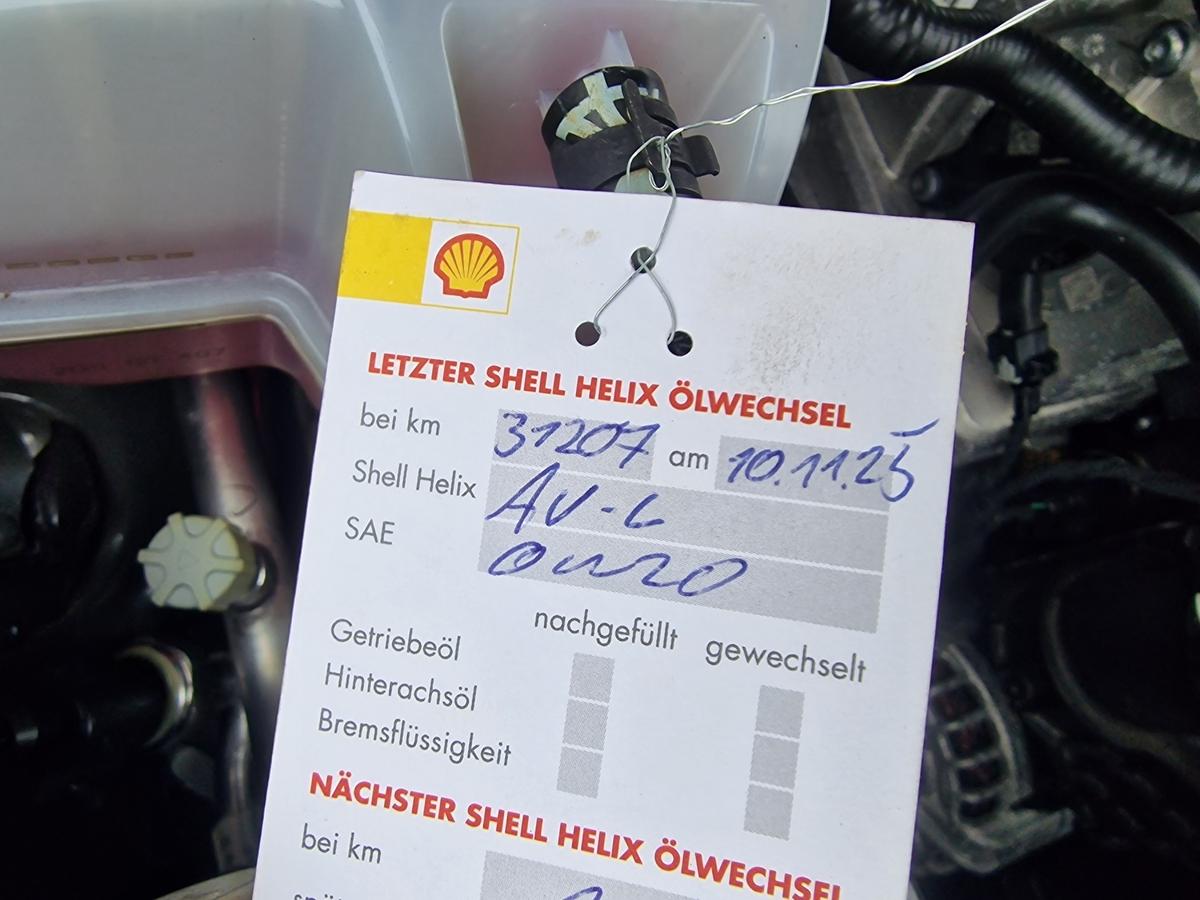 LETZTER SHELL HELIX ÖLWECHSEL
bei km 31207 am 10.11.25
Shell Helix AV-L
SAE 0W20
nachgefüllt gewechselt
Getriebeöl
Hinterachsöl
Bremsflüssigkeit
NÄCHSTER SHELL HELIX ÖLWECHSEL
bei km